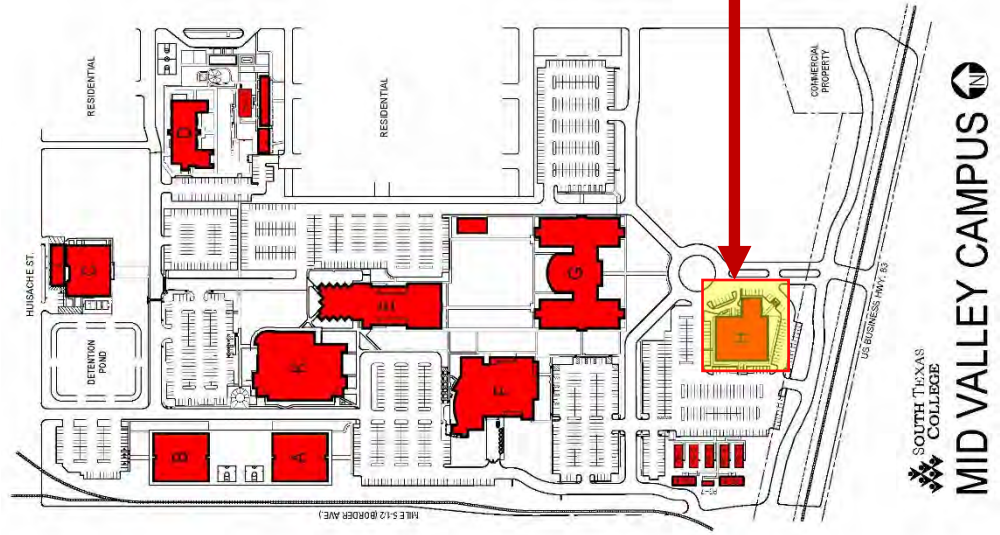 RESIDENTIAL
RESIDENTIAL
COMMERCIAL
PROPERTY
HUISACHE ST.
DETENTION
POND
D
G
K
F
H
B
A
MILE 5-1/2 (BORDER AVE.)
US BUSINESS HWY. 83
SOUTH TEXAS
COLLEGE
MID VALLEY CAMPUS
N